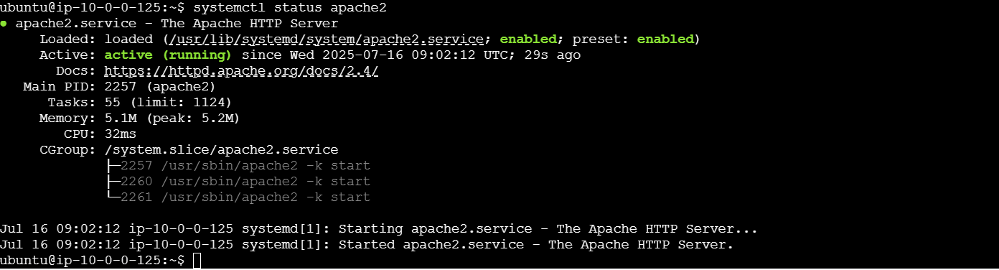 ubuntu@ip-10-0-0-125:~$ systemctl status apache2
● apache2.service - The Apache HTTP Server
     Loaded: loaded (/usr/lib/systemd/system/apache2.service; enabled; preset: enabled)
     Active: active (running) since Wed 2025-07-16 09:02:12 UTC; 29s ago
       Docs: https://httpd.apache.org/docs/2.4/
   Main PID: 2257 (apache2)
      Tasks: 55 (limit: 1124)
     Memory: 5.1M (peak: 5.2M)
        CPU: 32ms
     CGroup: /system.slice/apache2.service
             ├─2257 /usr/sbin/apache2 -k start
             ├─2260 /usr/sbin/apache2 -k start
             └─2261 /usr/sbin/apache2 -k start

Jul 16 09:02:12 ip-10-0-0-125 systemd[1]: Starting apache2.service - The Apache HTTP Server...
Jul 16 09:02:12 ip-10-0-0-125 systemd[1]: Started apache2.service - The Apache HTTP Server.
ubuntu@ip-10-0-0-125:~$